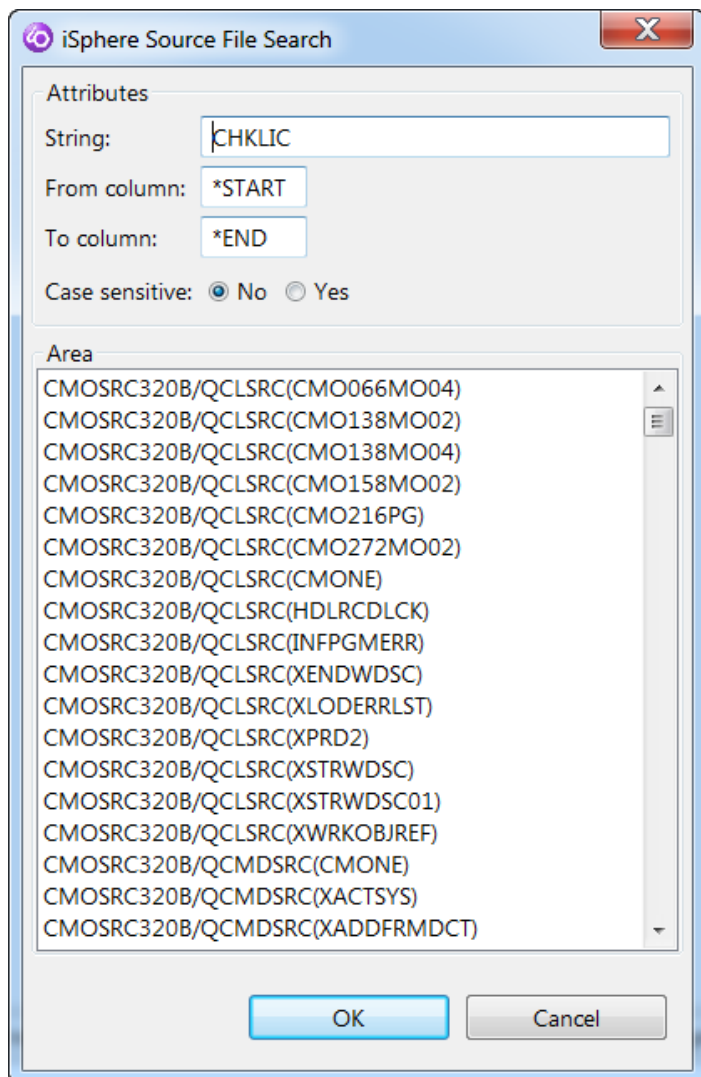 iSphere Source File Search
Attributes
String: CHKLIC
From column: *START
To column: *END
Case sensitive: No Yes
Area
CMOSRC320B/QCLSRC(CMO066MO04)
CMOSRC320B/QCLSRC(CMO138MO02)
CMOSRC320B/QCLSRC(CMO138MO04)
CMOSRC320B/QCLSRC(CMO158MO02)
CMOSRC320B/QCLSRC(CMO216PG)
CMOSRC320B/QCLSRC(CMO272MO02)
CMOSRC320B/QCLSRC(CMONE)
CMOSRC320B/QCLSRC(HDLRCDLCK)
CMOSRC320B/QCLSRC(INFPGMERR)
CMOSRC320B/QCLSRC(XENDWDSC)
CMOSRC320B/QCLSRC(XLODERRLST)
CMOSRC320B/QCLSRC(XPRD2)
CMOSRC320B/QCLSRC(XSTRWDSC)
CMOSRC320B/QCLSRC(XSTRWDSC01)
CMOSRC320B/QCLSRC(XWRKOBJREF)
CMOSRC320B/QCMDSRC(CMONE)
CMOSRC320B/QCMDSRC(XACTSYS)
CMOSRC320B/QCMDSRC(XADDFRMDCT)
OK Cancel